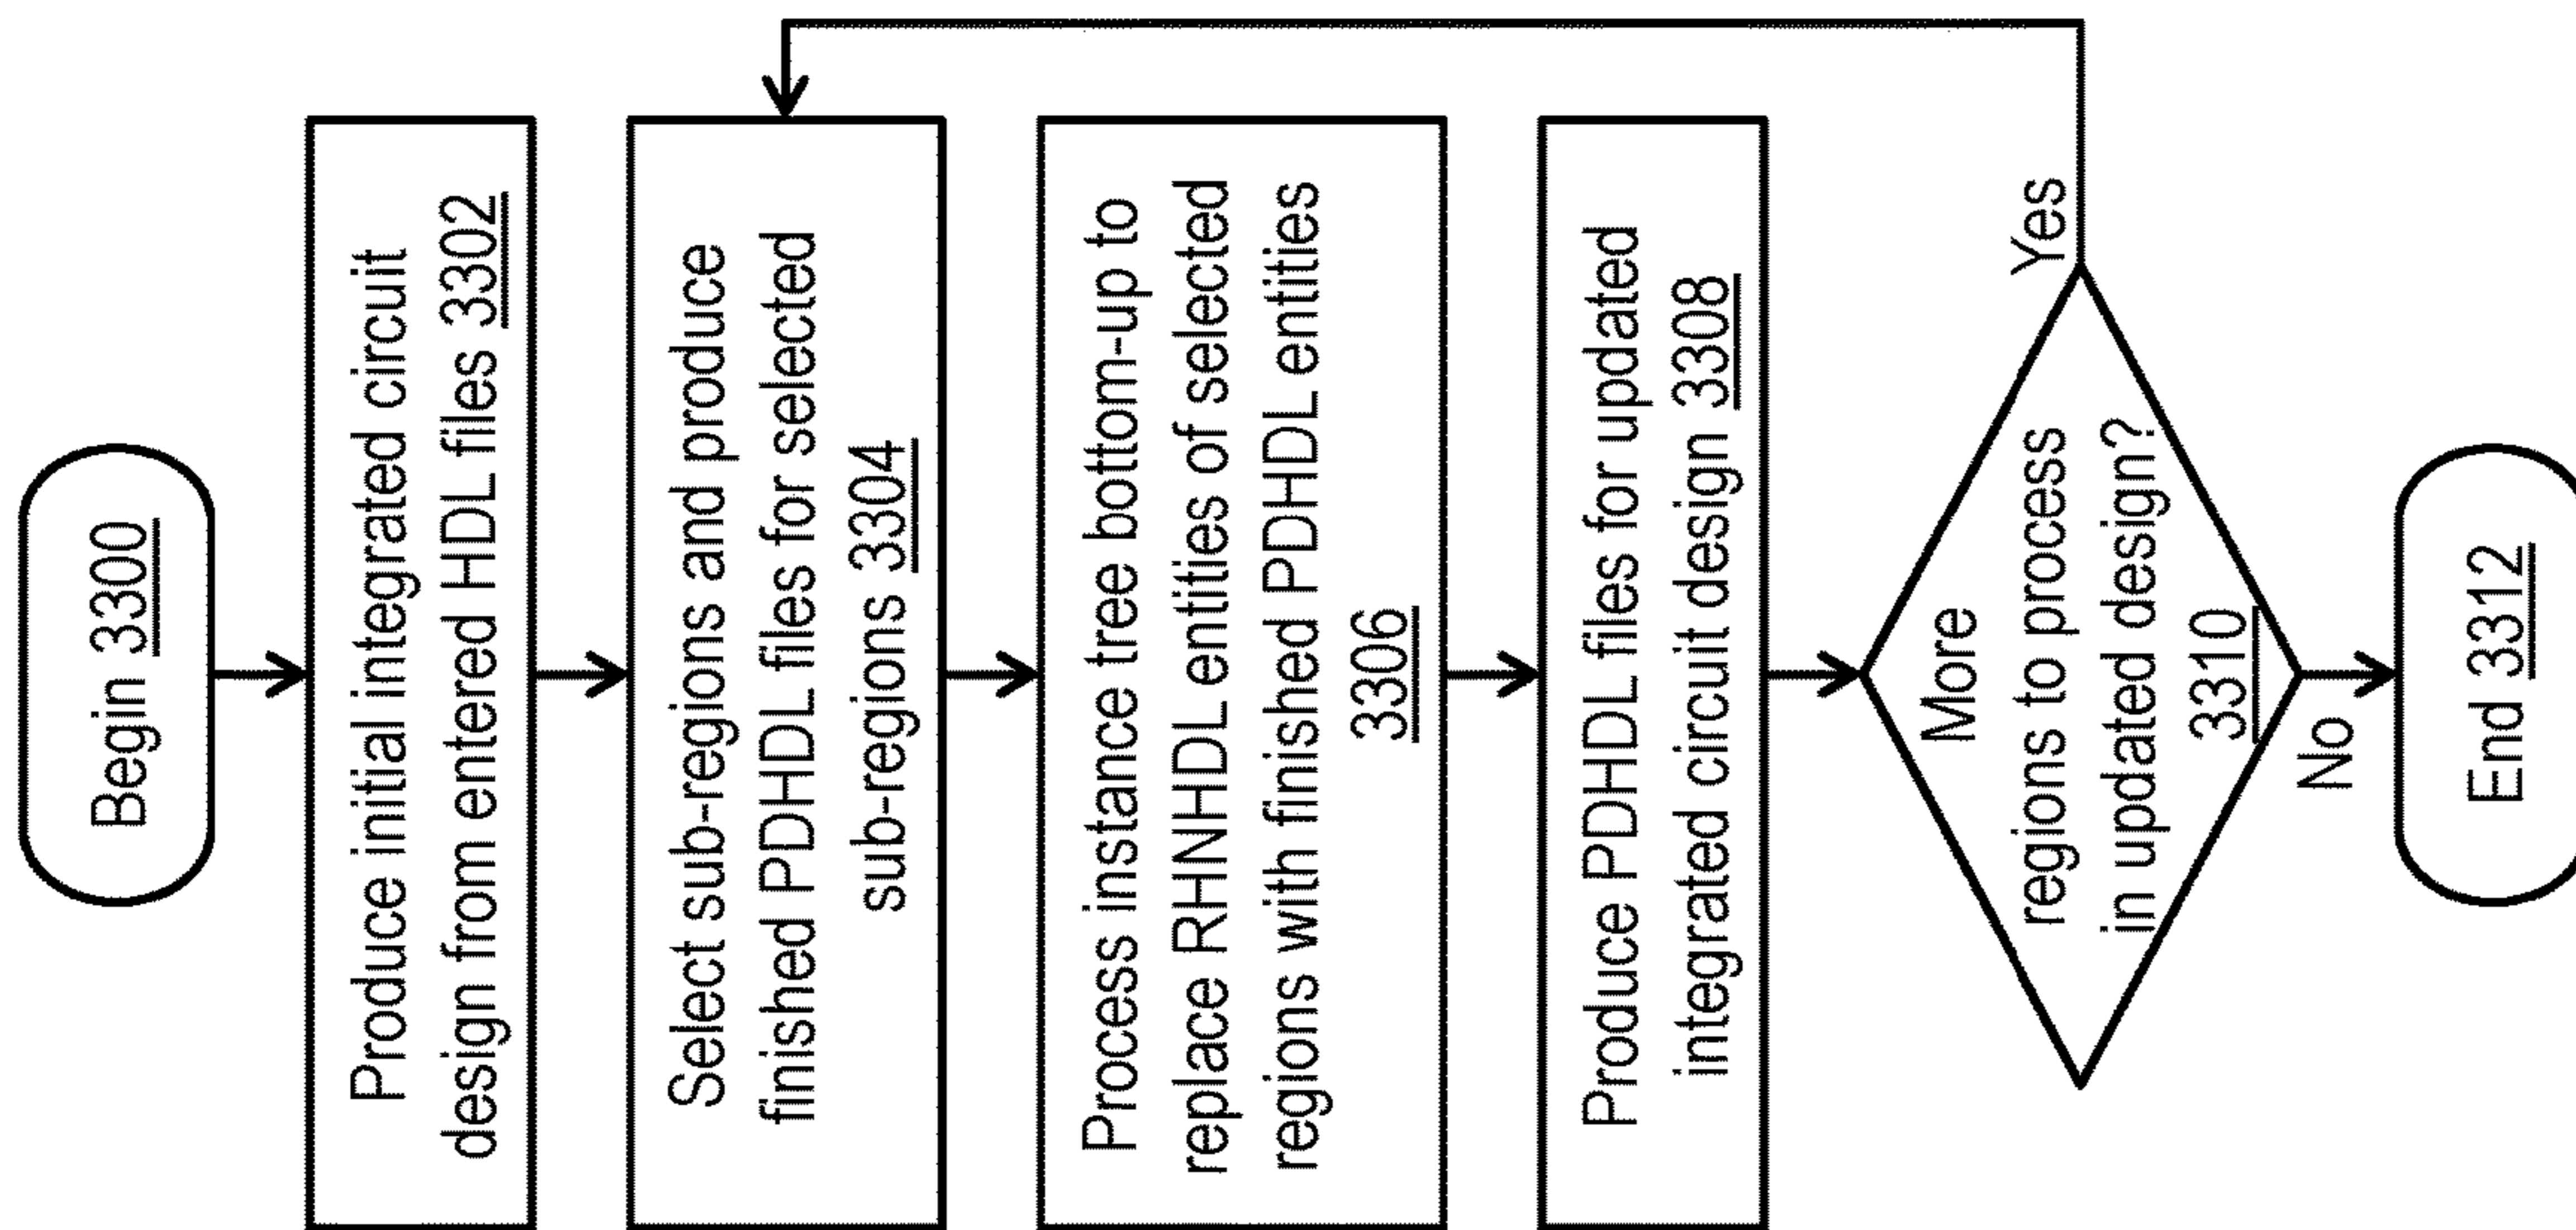 Begin 3300
Produce initial integrated circuit
design from entered HDL files 3302
Select sub-regions and produce
finished PDHDL files for selected
sub-regions 3304
Process instance tree bottom-up to
replace RHNHDL entities of selected
regions with finished PDHDL entities
3306
Produce PDHDL files for updated
integrated circuit design 3308
More
regions to process
in updated design?
3310
Yes
No
End 3312